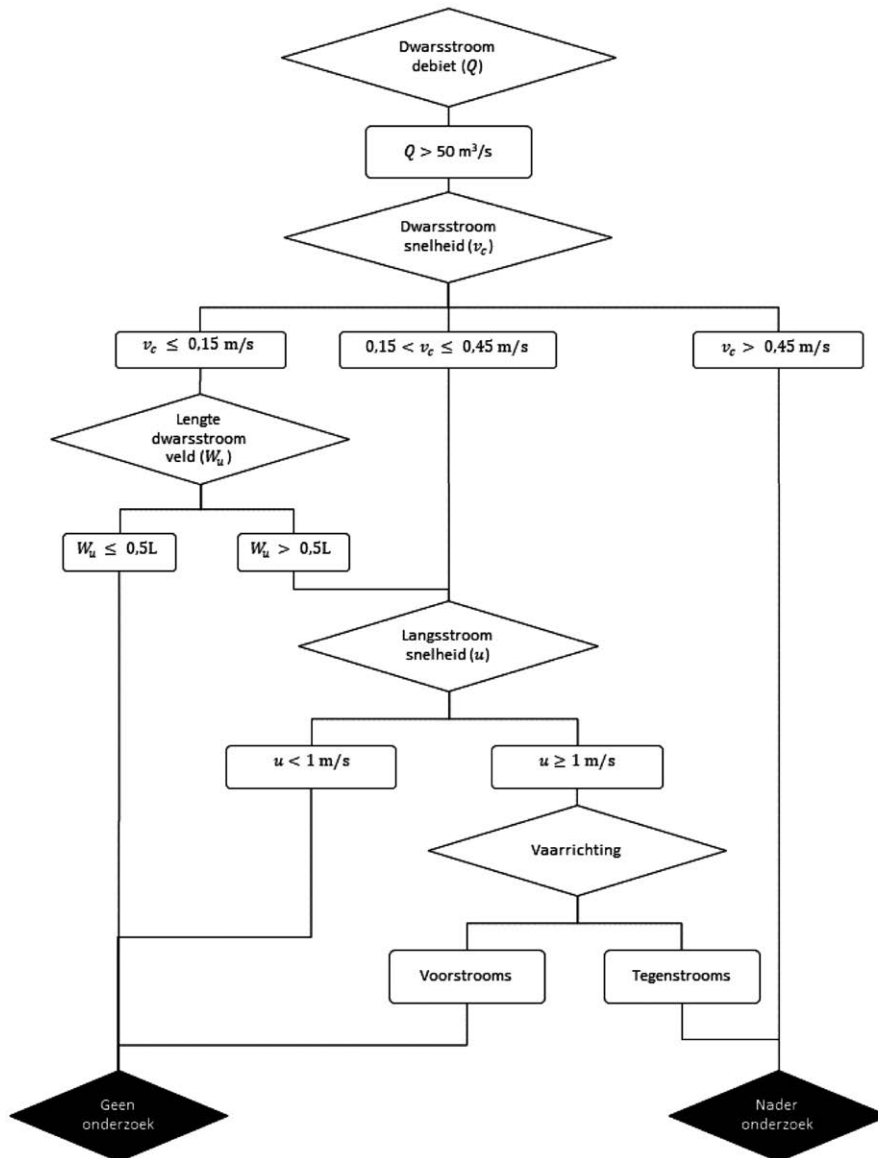 Dwarsstroom
debiet (Q)
Q > 50 m³/s
Dwarsstroom
snelheid (v_c)
v_c ≤ 0,15 m/s
0,15 < v_c ≤ 0,45 m/s
v_c > 0,45 m/s
Lengte
dwarsstroom
veld (W_u)
W_u ≤ 0,5L
W_u > 0,5L
Langsstroom
snelheid (u)
u < 1 m/s
u ≥ 1 m/s
Vaarrichting
Voorstrooms
Tegenstrooms
Geen
onderzoek
Nader
onderzoek